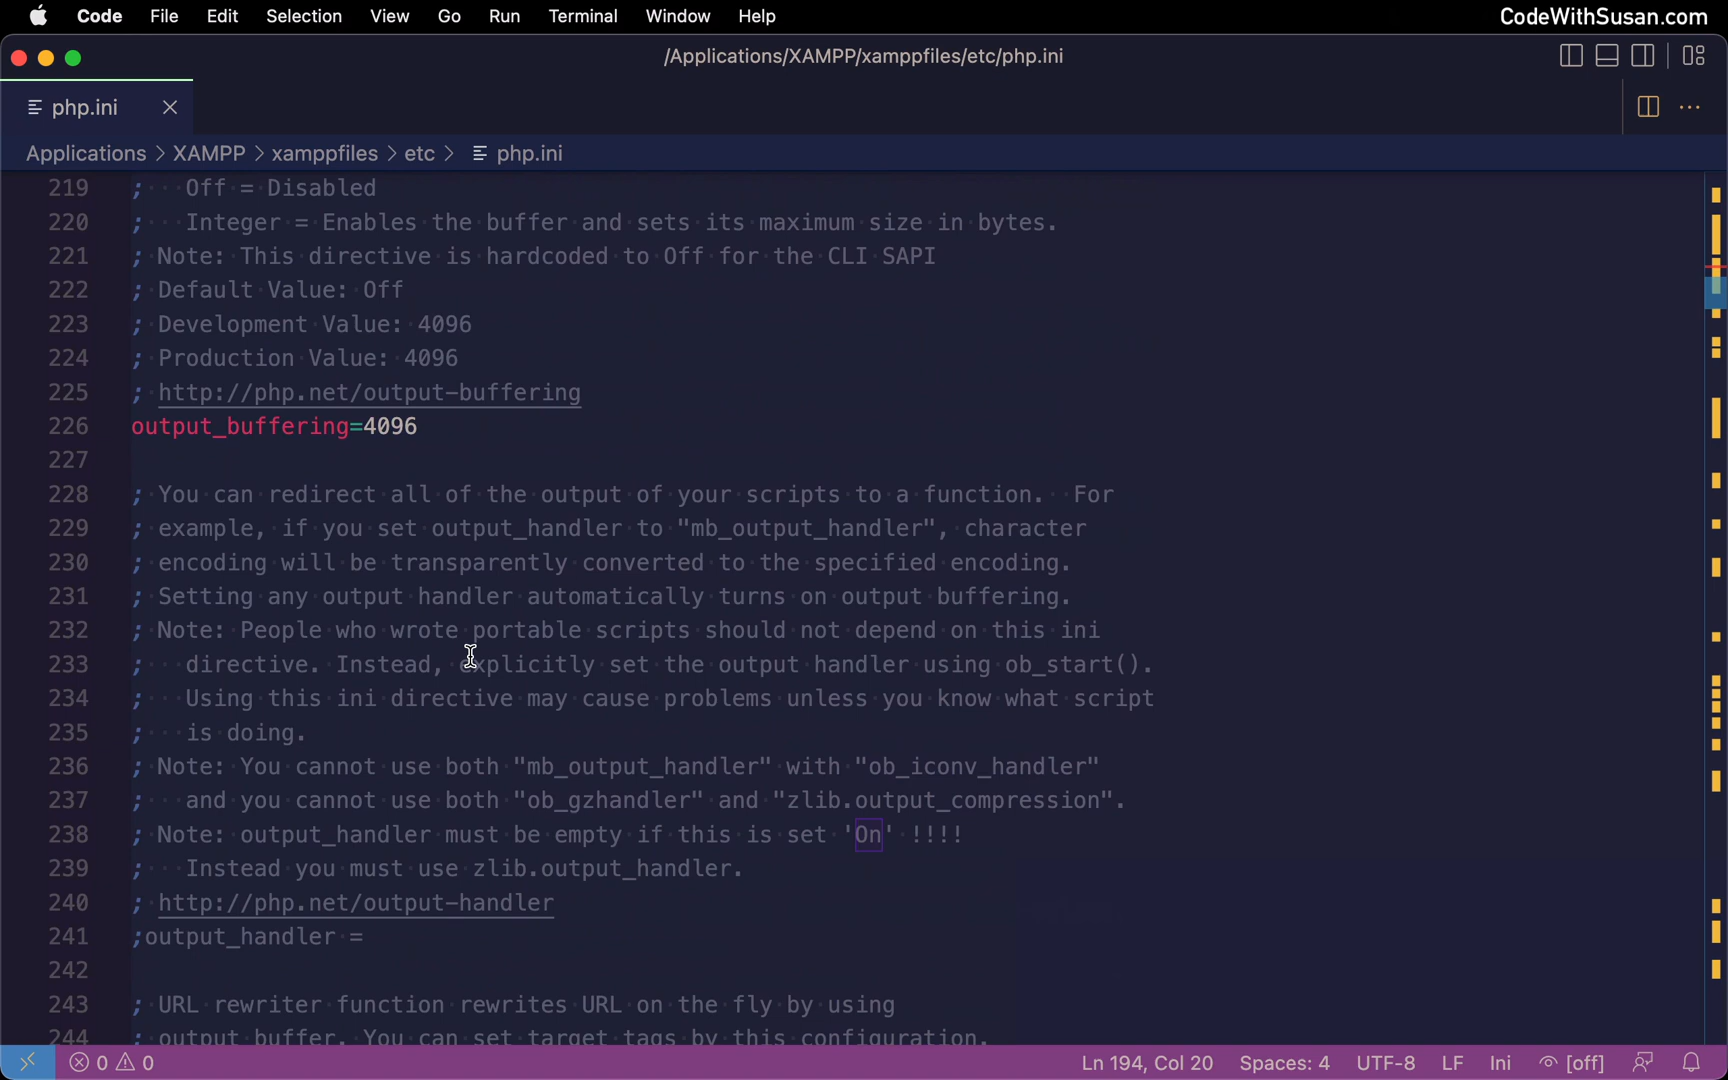 Code File Edit Selection View Go Run Terminal Window Help CodeWithSusan.com
/Applications/XAMPP/xamppfiles/etc/php.ini
php.ini
Applications > XAMPP > xamppfiles > etc > php.ini
219 ;   Off = Disabled
220 ;   Integer = Enables the buffer and sets its maximum size in bytes.
221 ; Note: This directive is hardcoded to Off for the CLI SAPI
222 ; Default Value: Off
223 ; Development Value: 4096
224 ; Production Value: 4096
225 ; http://php.net/output-buffering
226 output_buffering=4096
227
228 ; You can redirect all of the output of your scripts to a function.  For
229 ; example, if you set output_handler to "mb_output_handler", character
230 ; encoding will be transparently converted to the specified encoding.
231 ; Setting any output handler automatically turns on output buffering.
232 ; Note: People who wrote portable scripts should not depend on this ini
233 ;   directive. Instead, explicitly set the output handler using ob_start().
234 ;   Using this ini directive may cause problems unless you know what script
235 ;   is doing.
236 ; Note: You cannot use both "mb_output_handler" with "ob_iconv_handler"
237 ;   and you cannot use both "ob_gzhandler" and "zlib.output_compression".
238 ; Note: output_handler must be empty if this is set 'On' !!!!
239 ;   Instead you must use zlib.output_handler.
240 ; http://php.net/output-handler
241 ;output_handler =
242
243 ; URL rewriter function rewrites URL on the fly by using
244 ; output buffer. You can set target tags by this configuration.
0 0 Ln 194, Col 20 Spaces: 4 UTF-8 LF Ini [off]